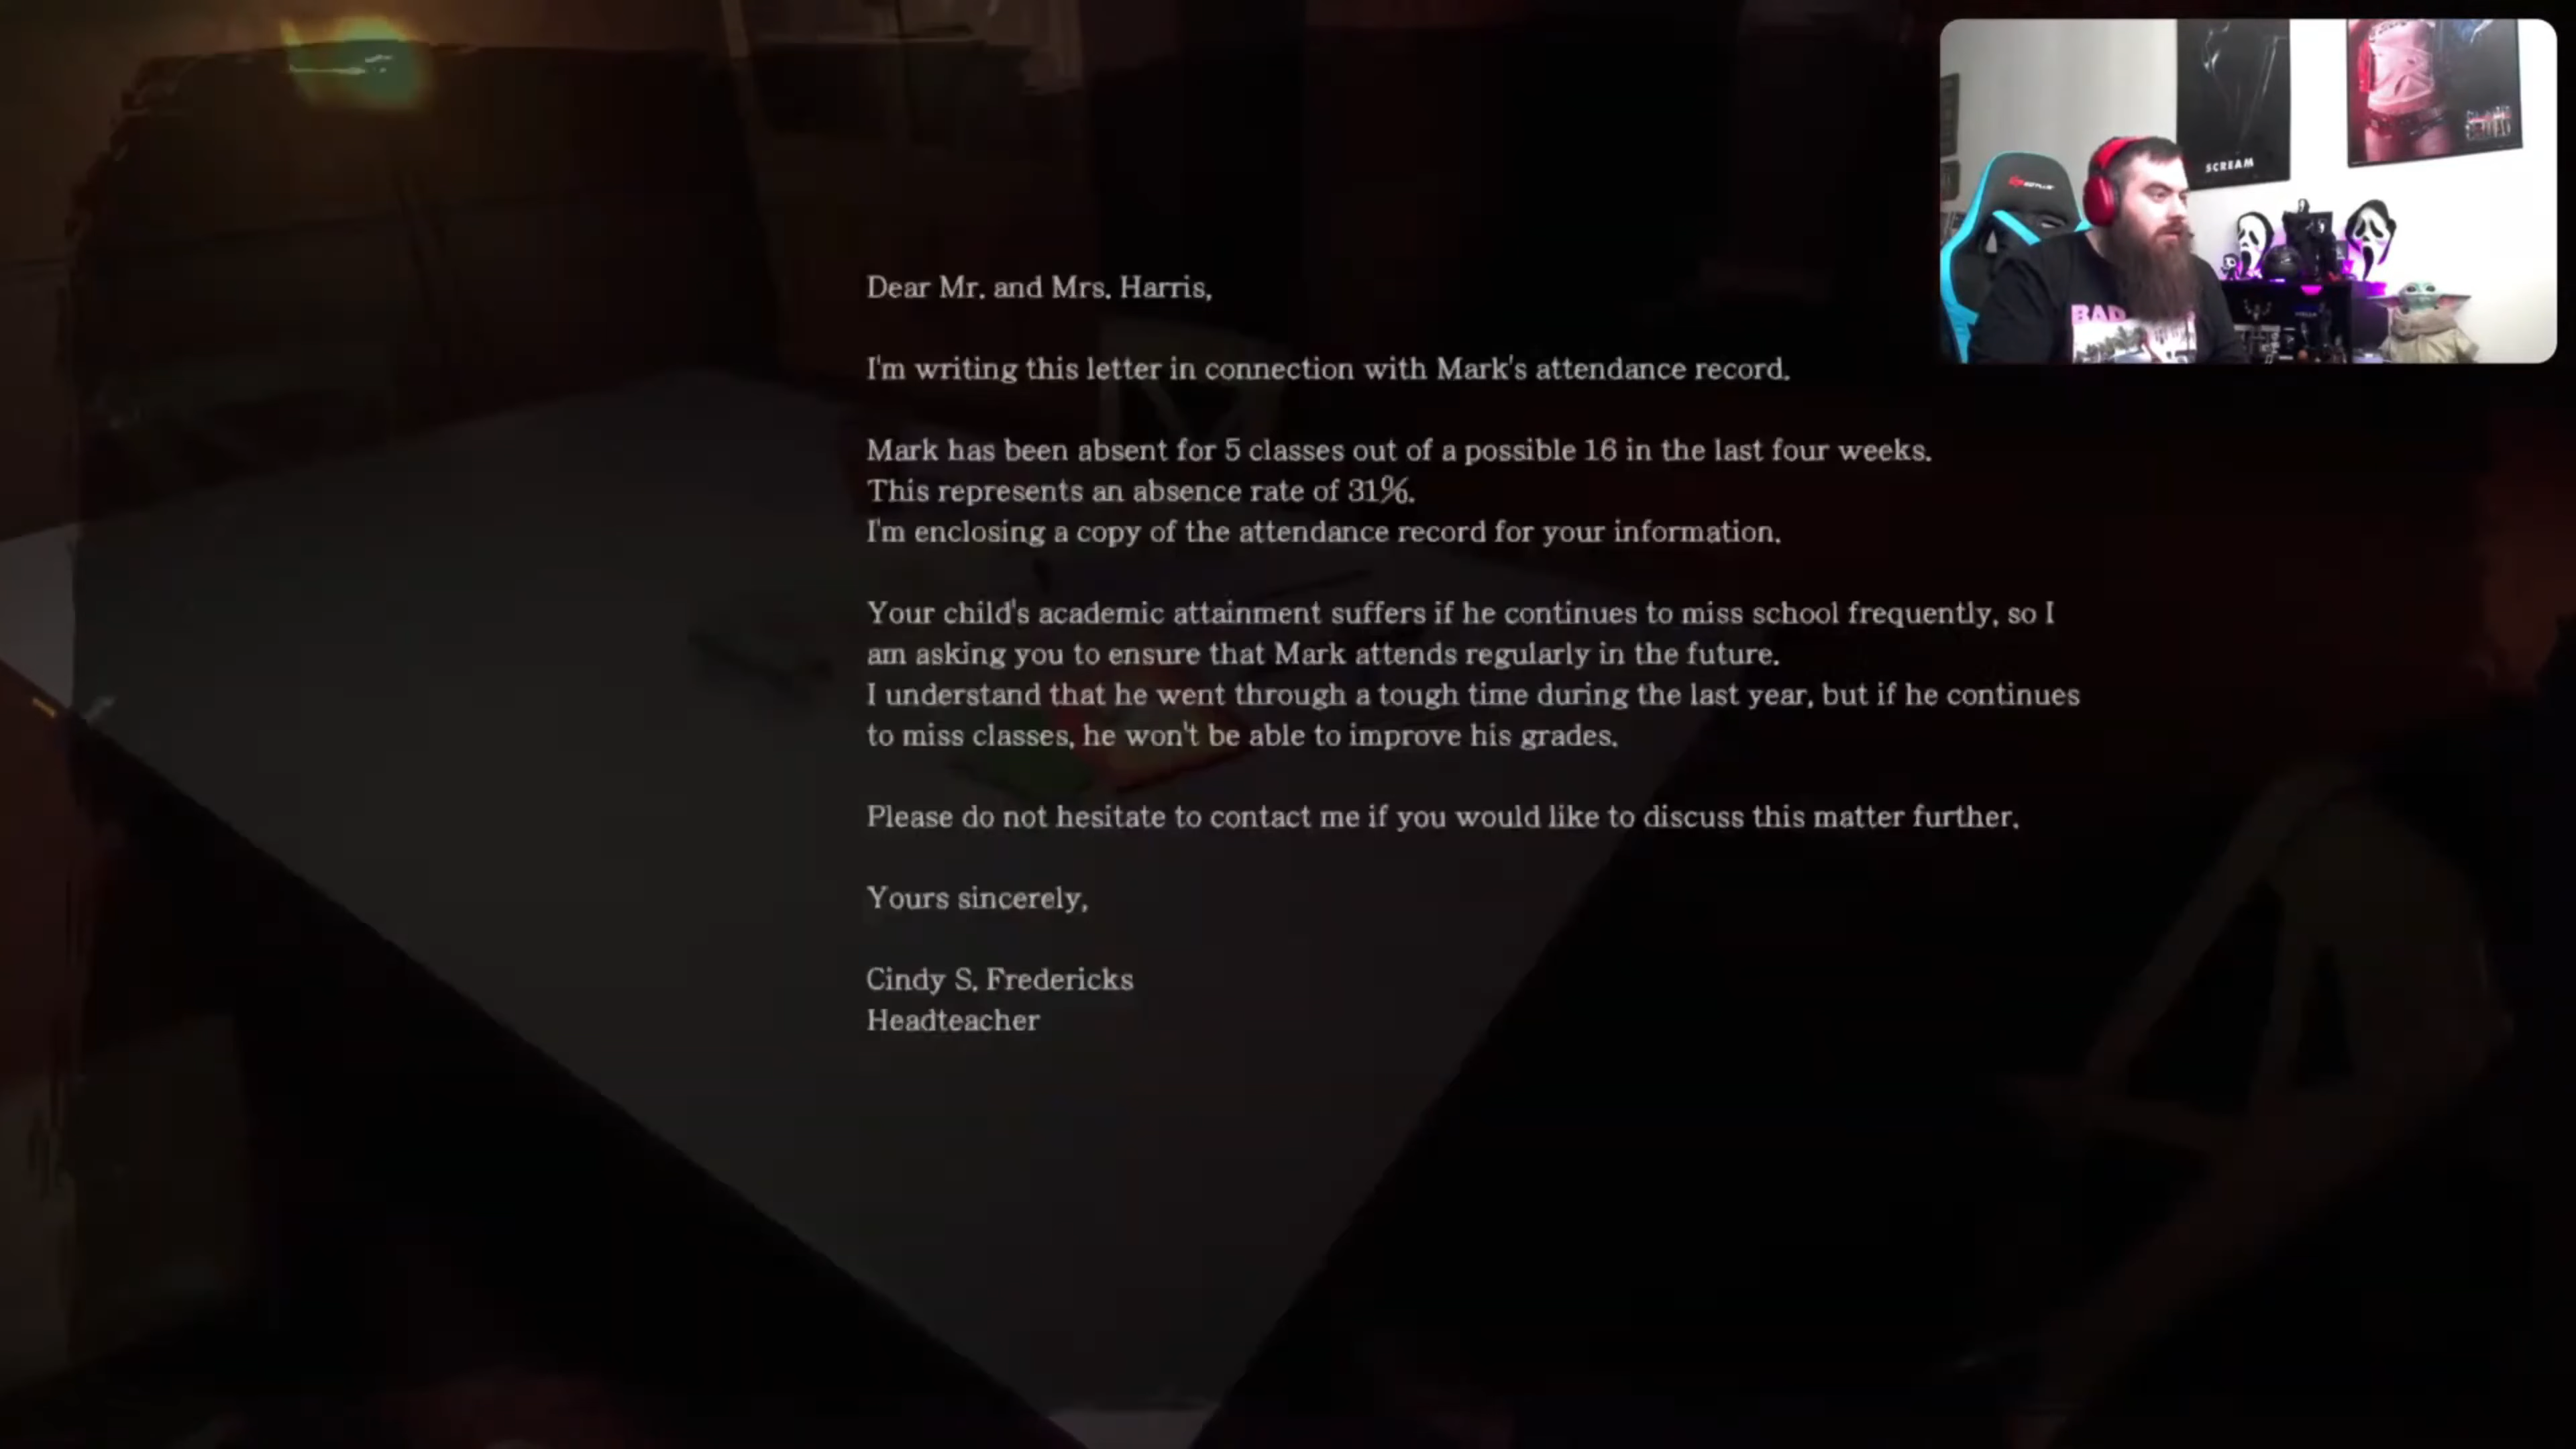 SCREAM
BAD
Dear Mr. and Mrs. Harris,
I'm writing this letter in connection with Mark's attendance record.
Mark has been absent for 5 classes out of a possible 16 in the last four weeks.
This represents an absence rate of 31%.
I'm enclosing a copy of the attendance record for your information.
Your child's academic attainment suffers if he continues to miss school frequently, so I
am asking you to ensure that Mark attends regularly in the future.
I understand that he went through a tough time during the last year, but if he continues
to miss classes, he won't be able to improve his grades.
Please do not hesitate to contact me if you would like to discuss this matter further.
Yours sincerely,
Cindy S. Fredericks
Headteacher